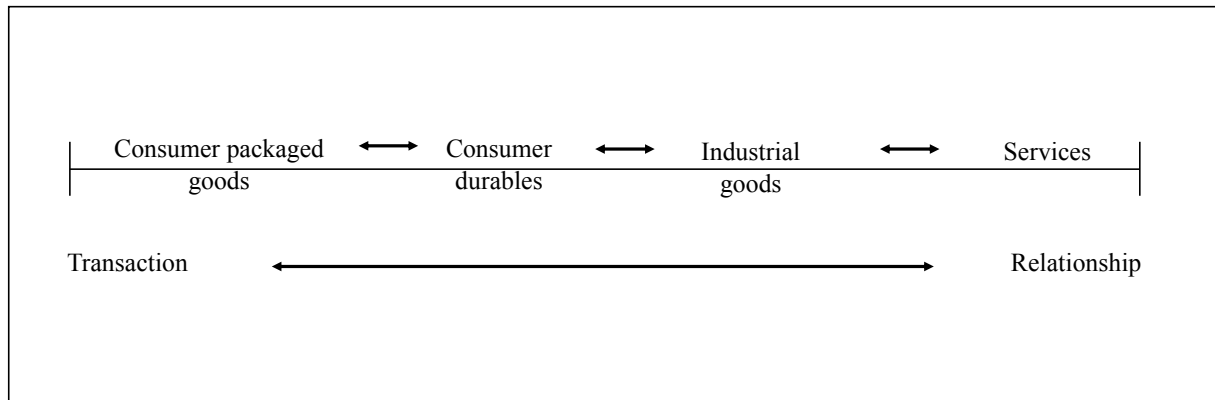 Consumer packaged goods
Consumer durables
Industrial goods
Services
Transaction
Relationship